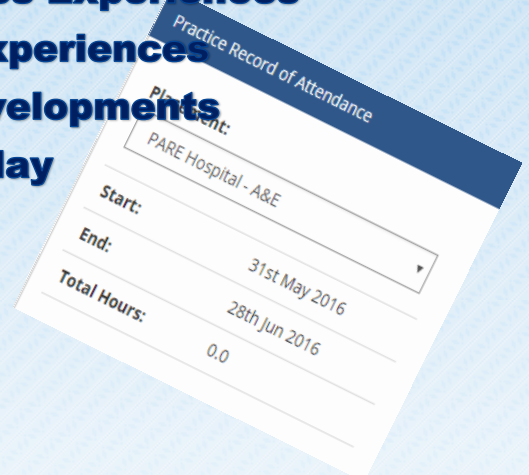 Experiences
xperiences
velopments
lay
Practice Record of Attendance
Placement:
PARE Hospital - A&E
Start:
31st May 2016
End:
28th Jun 2016
Total Hours:
0.0